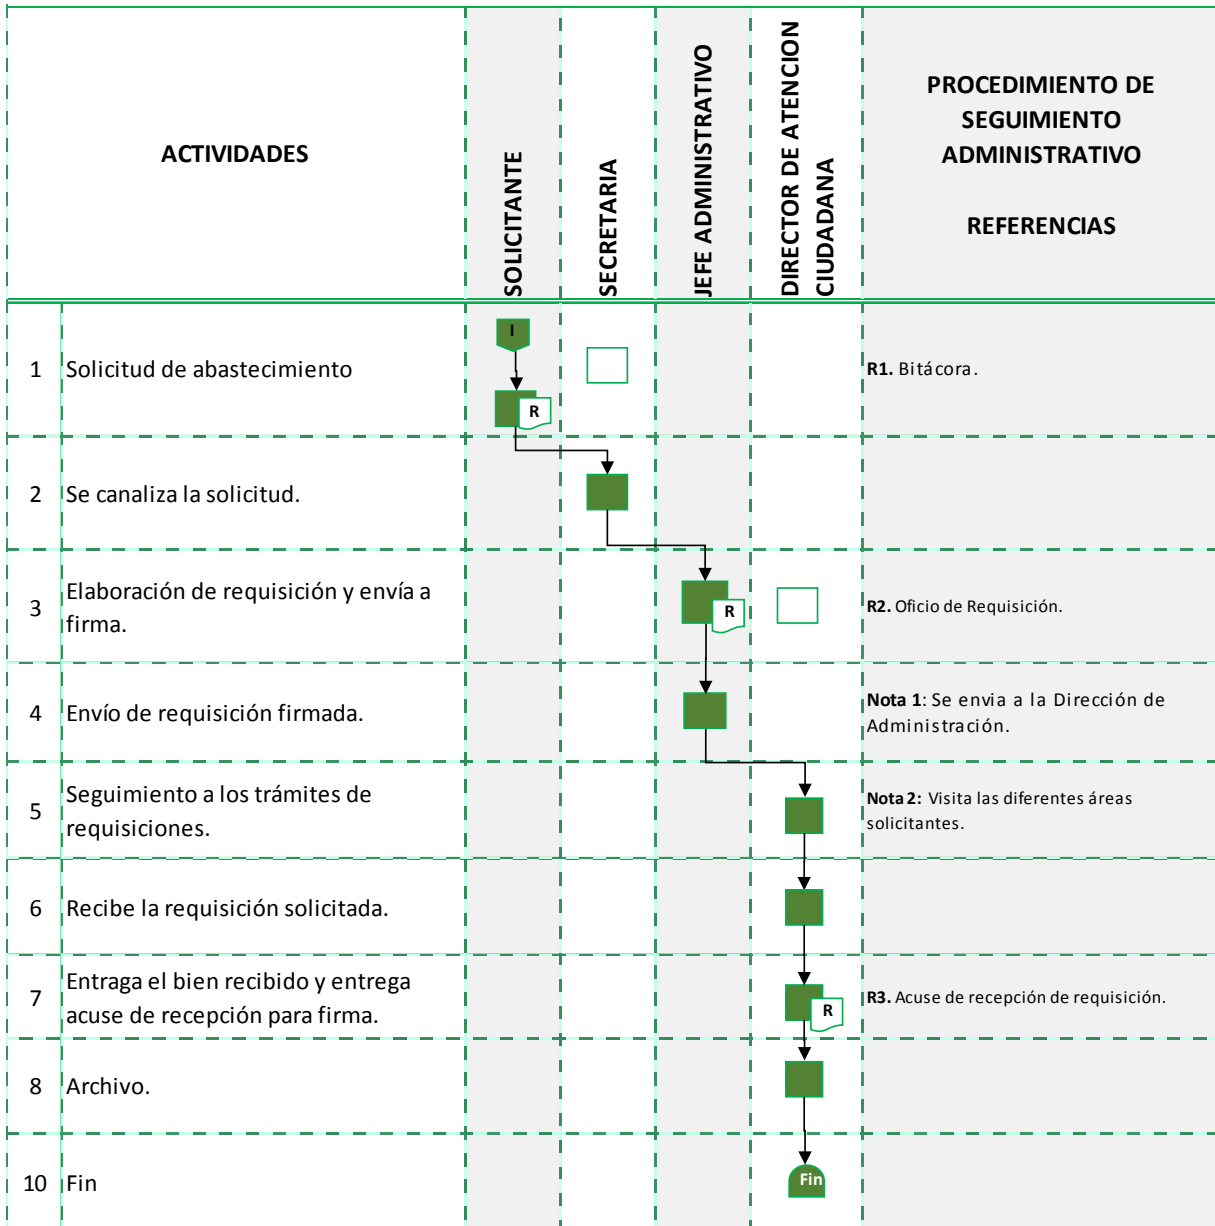 ACTIVIDADES
SOLICITANTE
SECRETARIA
JEFE ADMINISTRATIVO
DIRECTOR DE ATENCION
CIUDADANA
PROCEDIMIENTO DE
SEGUIMIENTO
ADMINISTRATIVO
REFERENCIAS
I
1 Solicitud de abastecimiento
R
R1. Bitácora.
2 Se canaliza la solicitud.
3
Elaboración de requisición y envía a
firma.
R
R2. Oficio de Requisición.
4 Envío de requisición firmada.
Nota 1: Se envia a la Dirección de
Administración.
5
Seguimiento a los trámites de
requisiciones.
Nota 2: Visita las diferentes áreas
solicitantes.
6 Recibe la requisición solicitada.
7
Entraga el bien recibido y entrega
acuse de recepción para firma.
R
R3. Acuse de recepción de requisición.
8 Archivo.
10 Fin
Fin